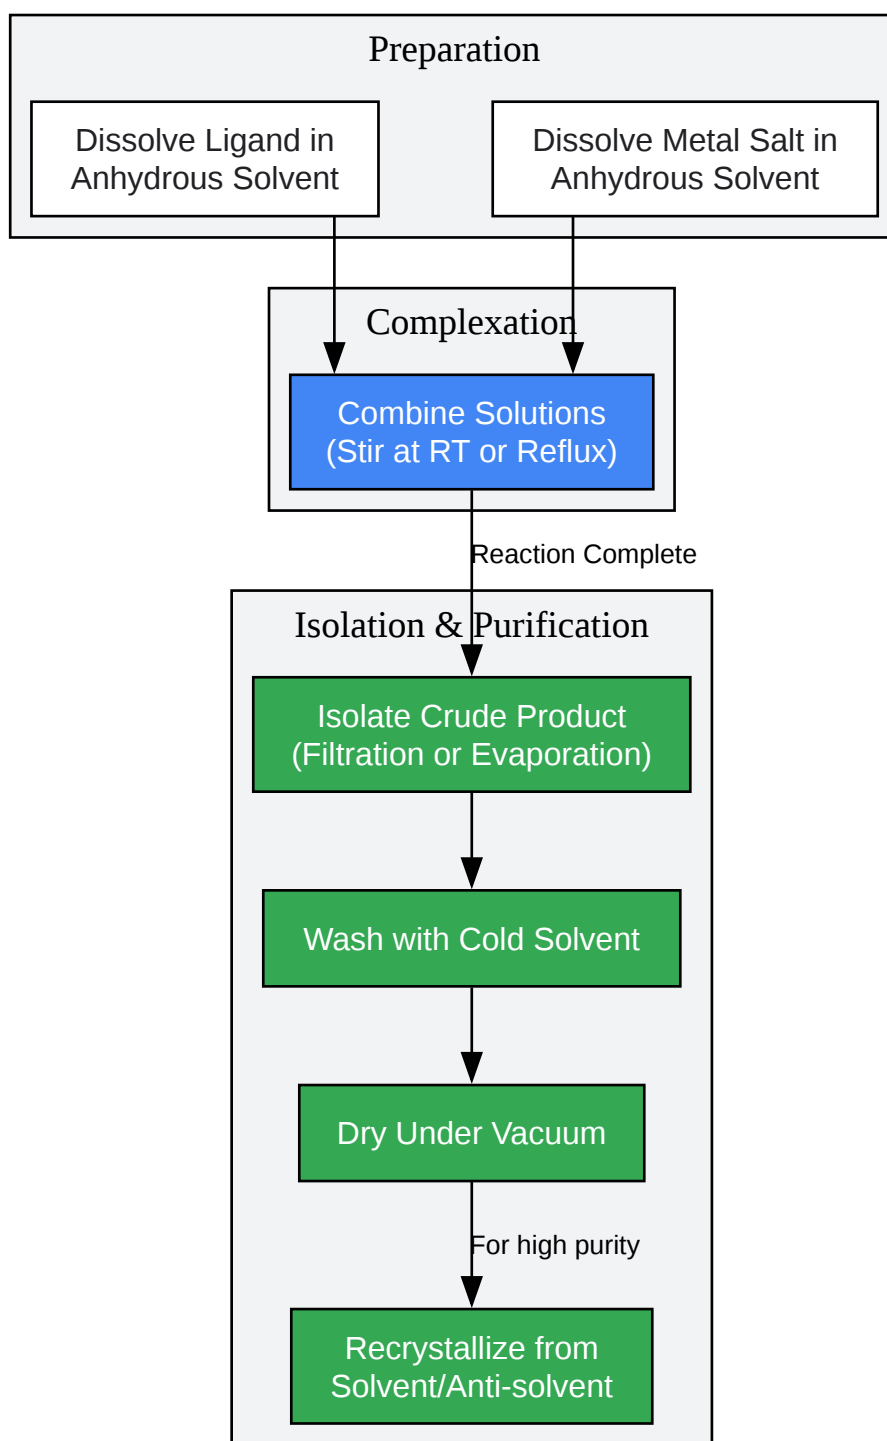 Preparation
Dissolve Ligand in
Anhydrous Solvent
Dissolve Metal Salt in
Anhydrous Solvent
Complexation
Combine Solutions
(Stir at RT or Reflux)
Reaction Complete
Isolation & Purification
Isolate Crude Product
(Filtration or Evaporation)
Wash with Cold Solvent
Dry Under Vacuum
For high purity
Recrystallize from
Solvent/Anti-solvent